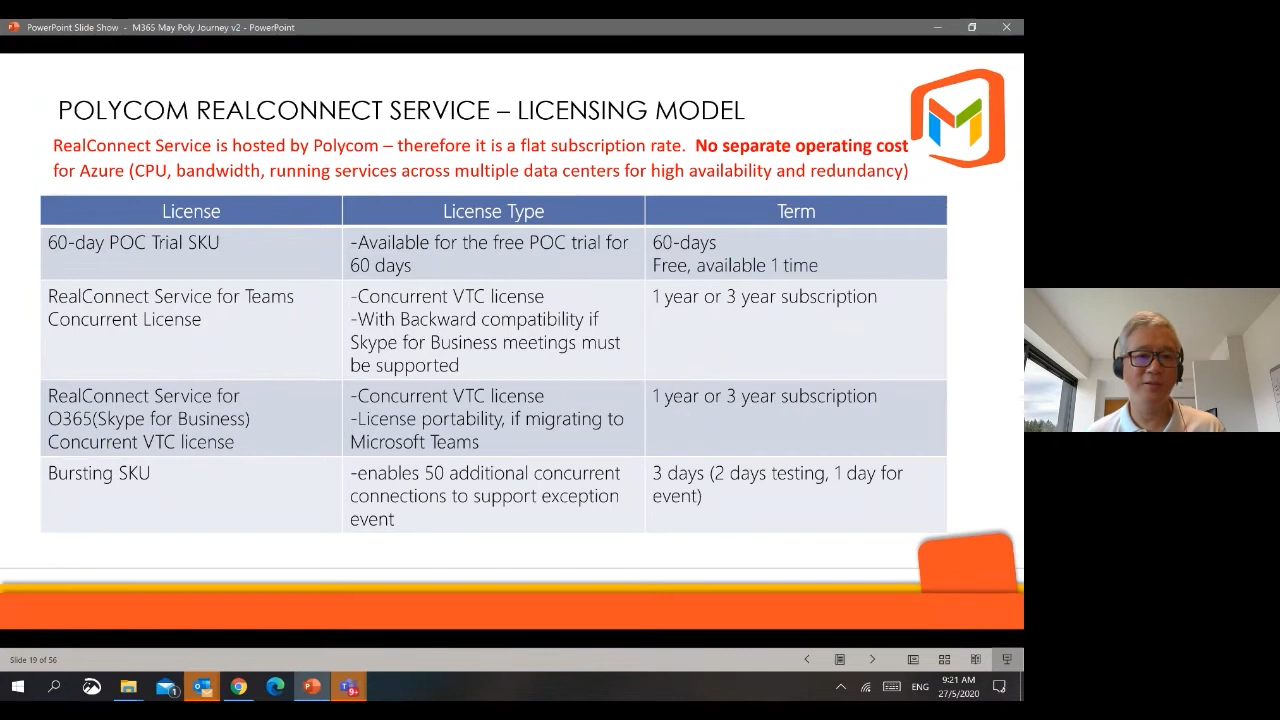 PowerPoint Slide Show - M365 May Poly Journey v2 - PowerPoint
POLYCOM REALCONNECT SERVICE – LICENSING MODEL
RealConnect Service is hosted by Polycom – therefore it is a flat subscription rate. No separate operating cost
for Azure (CPU, bandwidth, running services across multiple data centers for high availability and redundancy)
License
License Type
Term
60-day POC Trial SKU
-Available for the free POC trial for
60 days
60-days
Free, available 1 time
RealConnect Service for Teams
Concurrent License
-Concurrent VTC license
-With Backward compatibility if
Skype for Business meetings must
be supported
1 year or 3 year subscription
RealConnect Service for
O365(Skype for Business)
Concurrent VTC license
-Concurrent VTC license
-License portability, if migrating to
Microsoft Teams
1 year or 3 year subscription
Bursting SKU
-enables 50 additional concurrent
connections to support exception
event
3 days (2 days testing, 1 day for
event)
Slide 19 of 56
1
9+
ENG
9:21 AM
27/5/2020